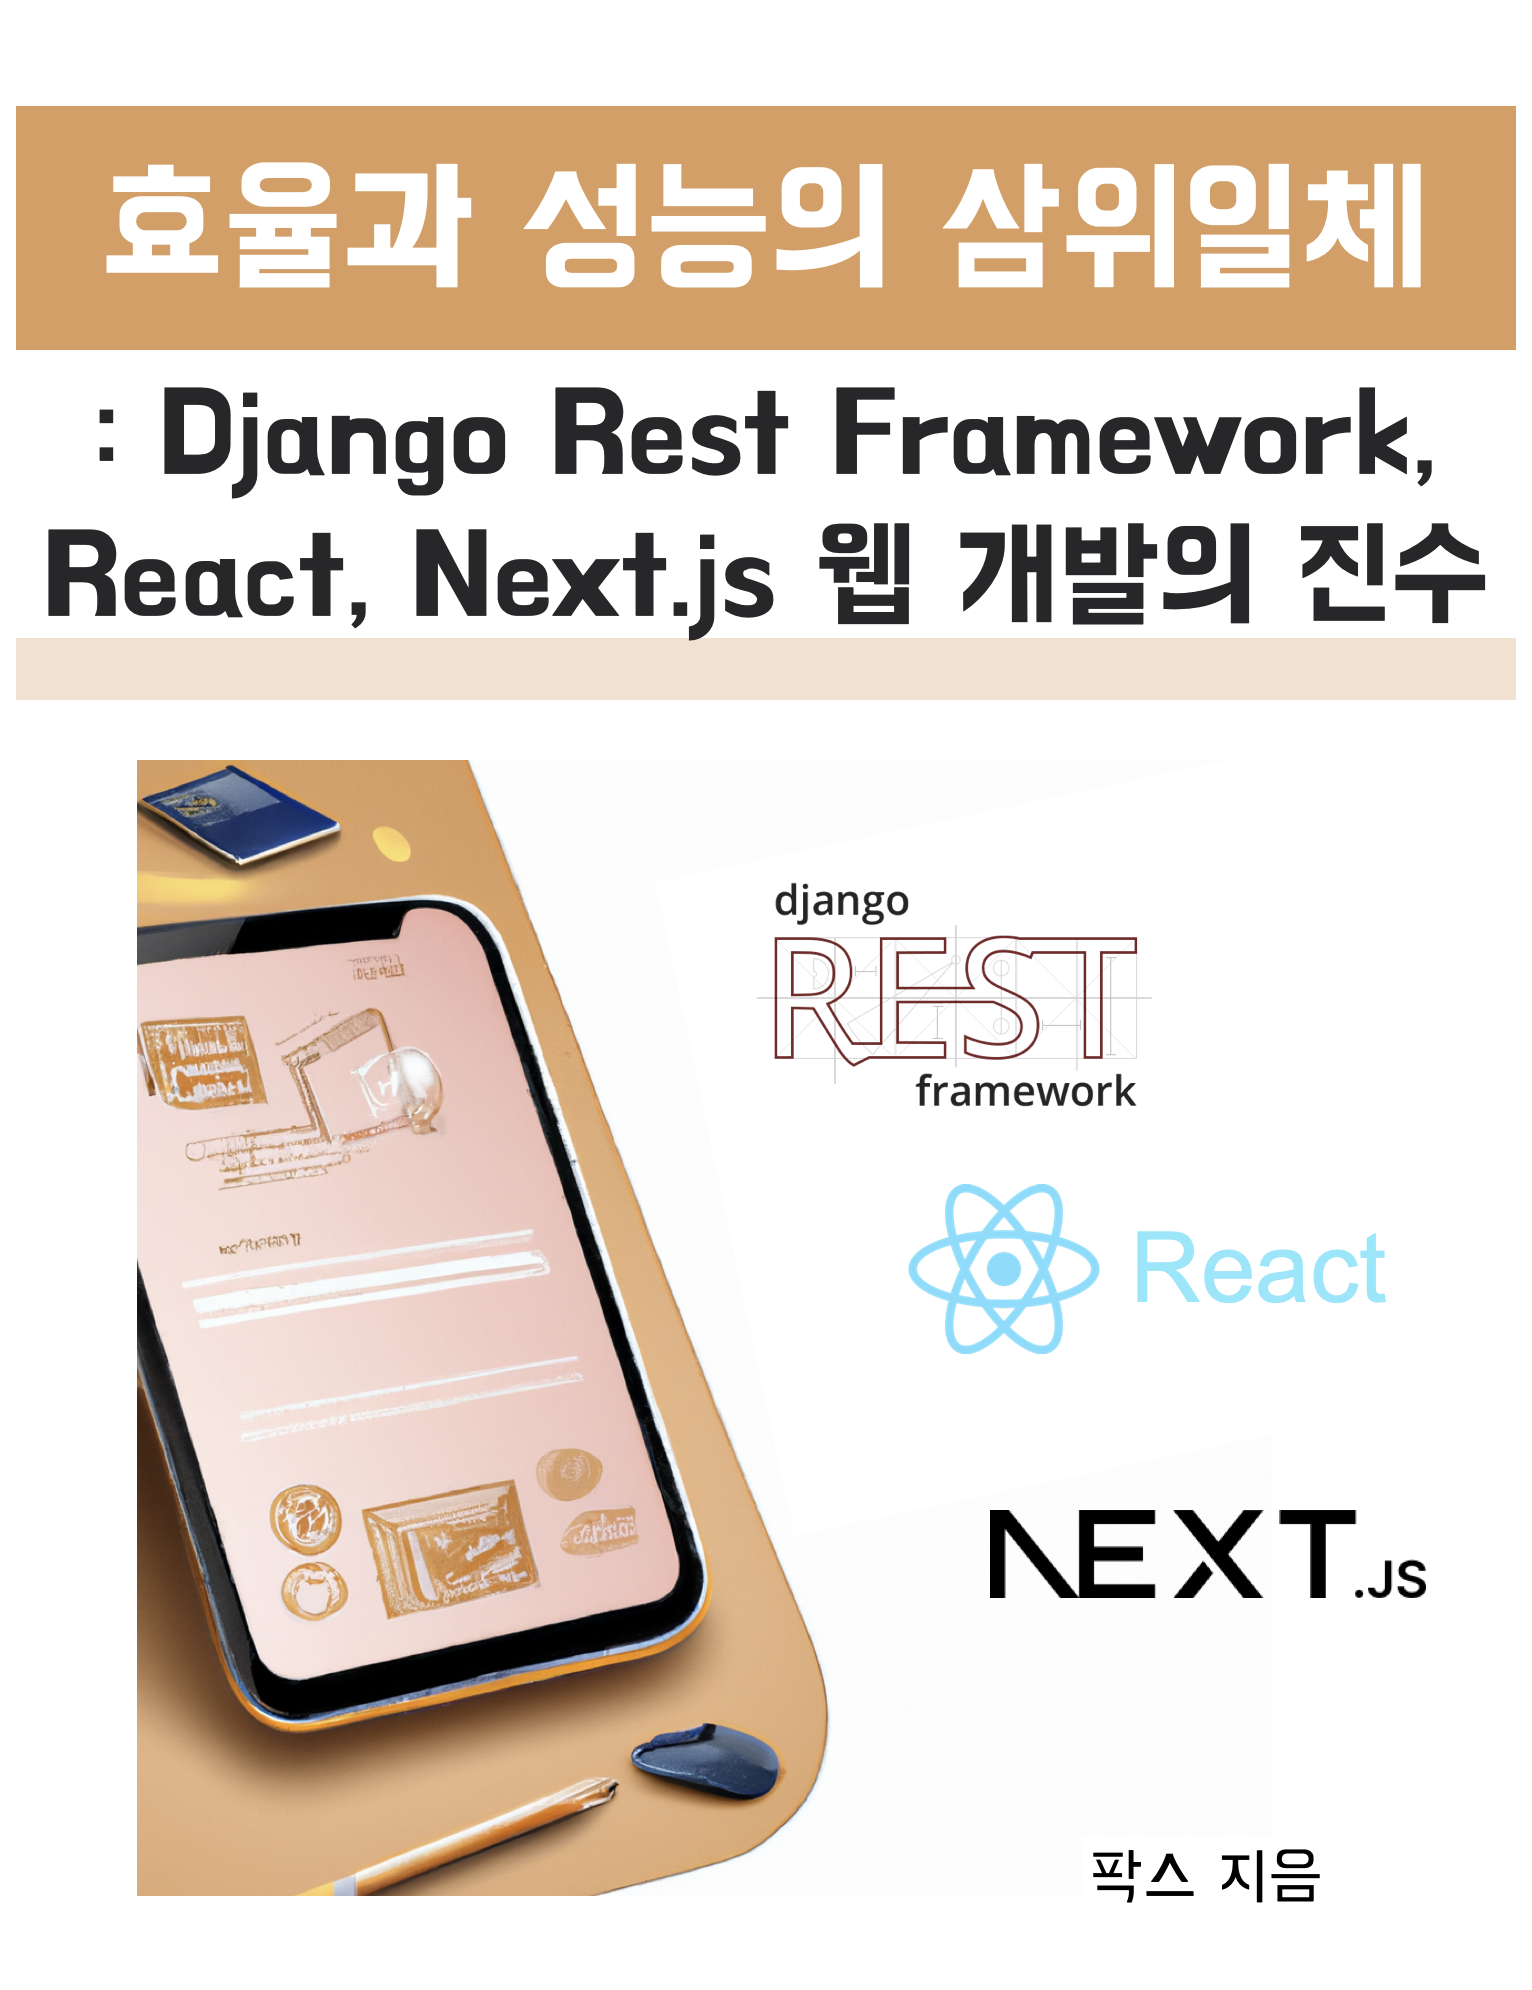 효율과 성능의 삼위일체
: Django Rest Framework,
React, Next.js 웹 개발의 진수
django
REST
framework
React
NEXT.JS
팍스 지음